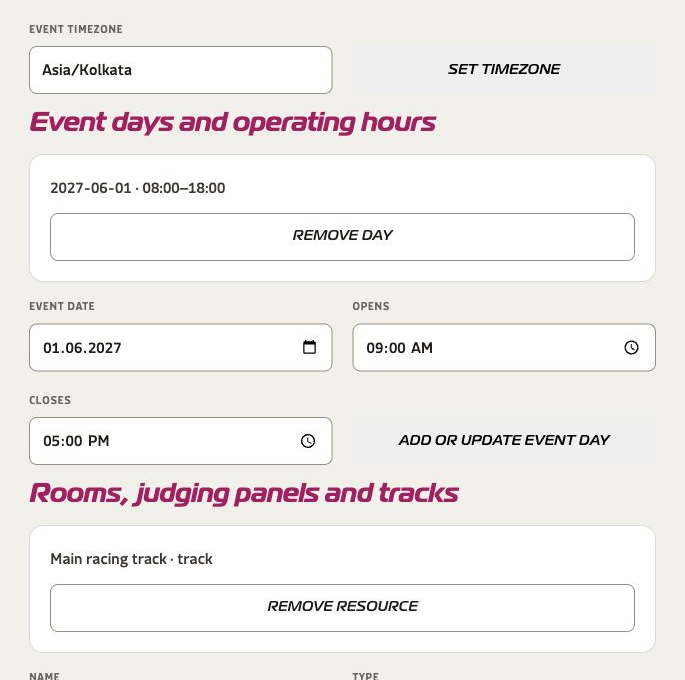 EVENT TIMEZONE
Asia/Kolkata
SET TIMEZONE
Event days and operating hours
2027-06-01 · 08:00–18:00
REMOVE DAY
EVENT DATE
OPENS
01.06.2027
09:00 AM
CLOSES
05:00 PM
ADD OR UPDATE EVENT DAY
Rooms, judging panels and tracks
Main racing track · track
REMOVE RESOURCE
NAME
TYPE